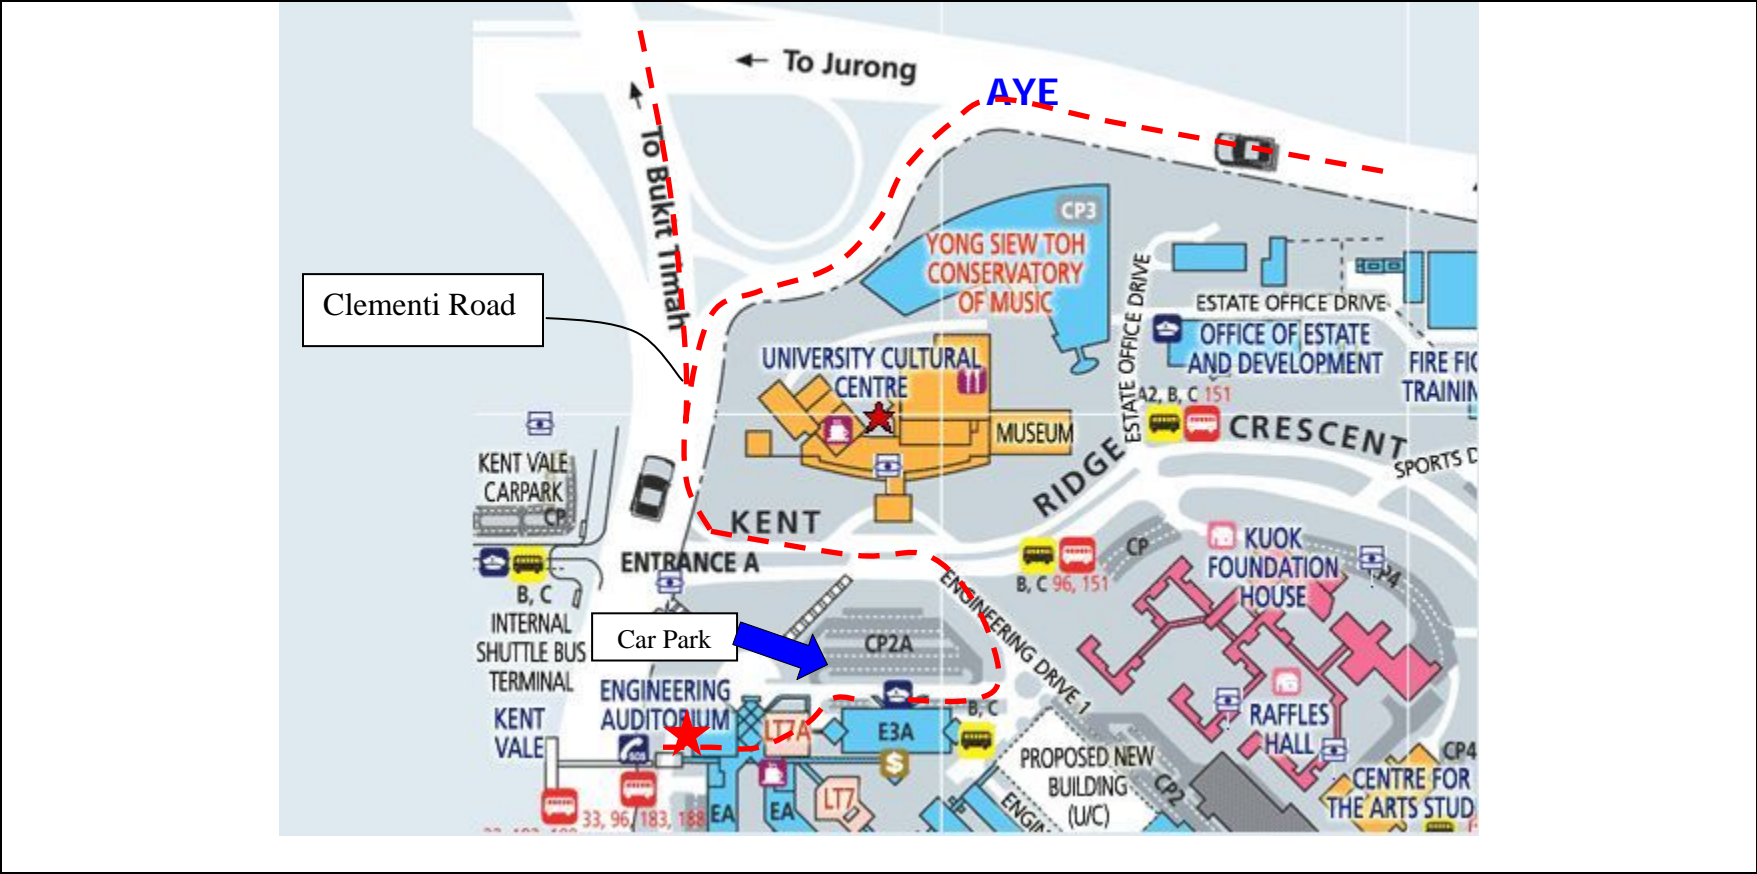 To Jurong
AYE
To Bukit Timah
CP3
YONG SIEW TOH
CONSERVATORY
OF MUSIC
Clementi Road
ESTATE OFFICE DRIVE
ESTATE OFFICE DRIVE
OFFICE OF ESTATE
AND DEVELOPMENT
FIRE FIG
TRAININ
UNIVERSITY CULTURAL
CENTRE
A2, B, C 151
MUSEUM
KENT RIDGE CRESCENT
SPORTS D
KENT VALE
CARPARK
CP
ENTRANCE A
B, C
INTERNAL
SHUTTLE BUS
TERMINAL
B, C 96, 151
CP
KUOK
FOUNDATION
HOUSE
CP4
ENGINEERING DRIVE 1
Car Park
CP2A
ENGINEERING
AUDITORIUM
KENT
VALE
SOS
LT7A
E3A
B, C
RAFFLES
HALL
PROPOSED NEW
BUILDING
(U/C)
CP2
CP4
CENTRE FOR
THE ARTS STUD
LT7
EA
EA
ENGIN
33, 96, 183, 188